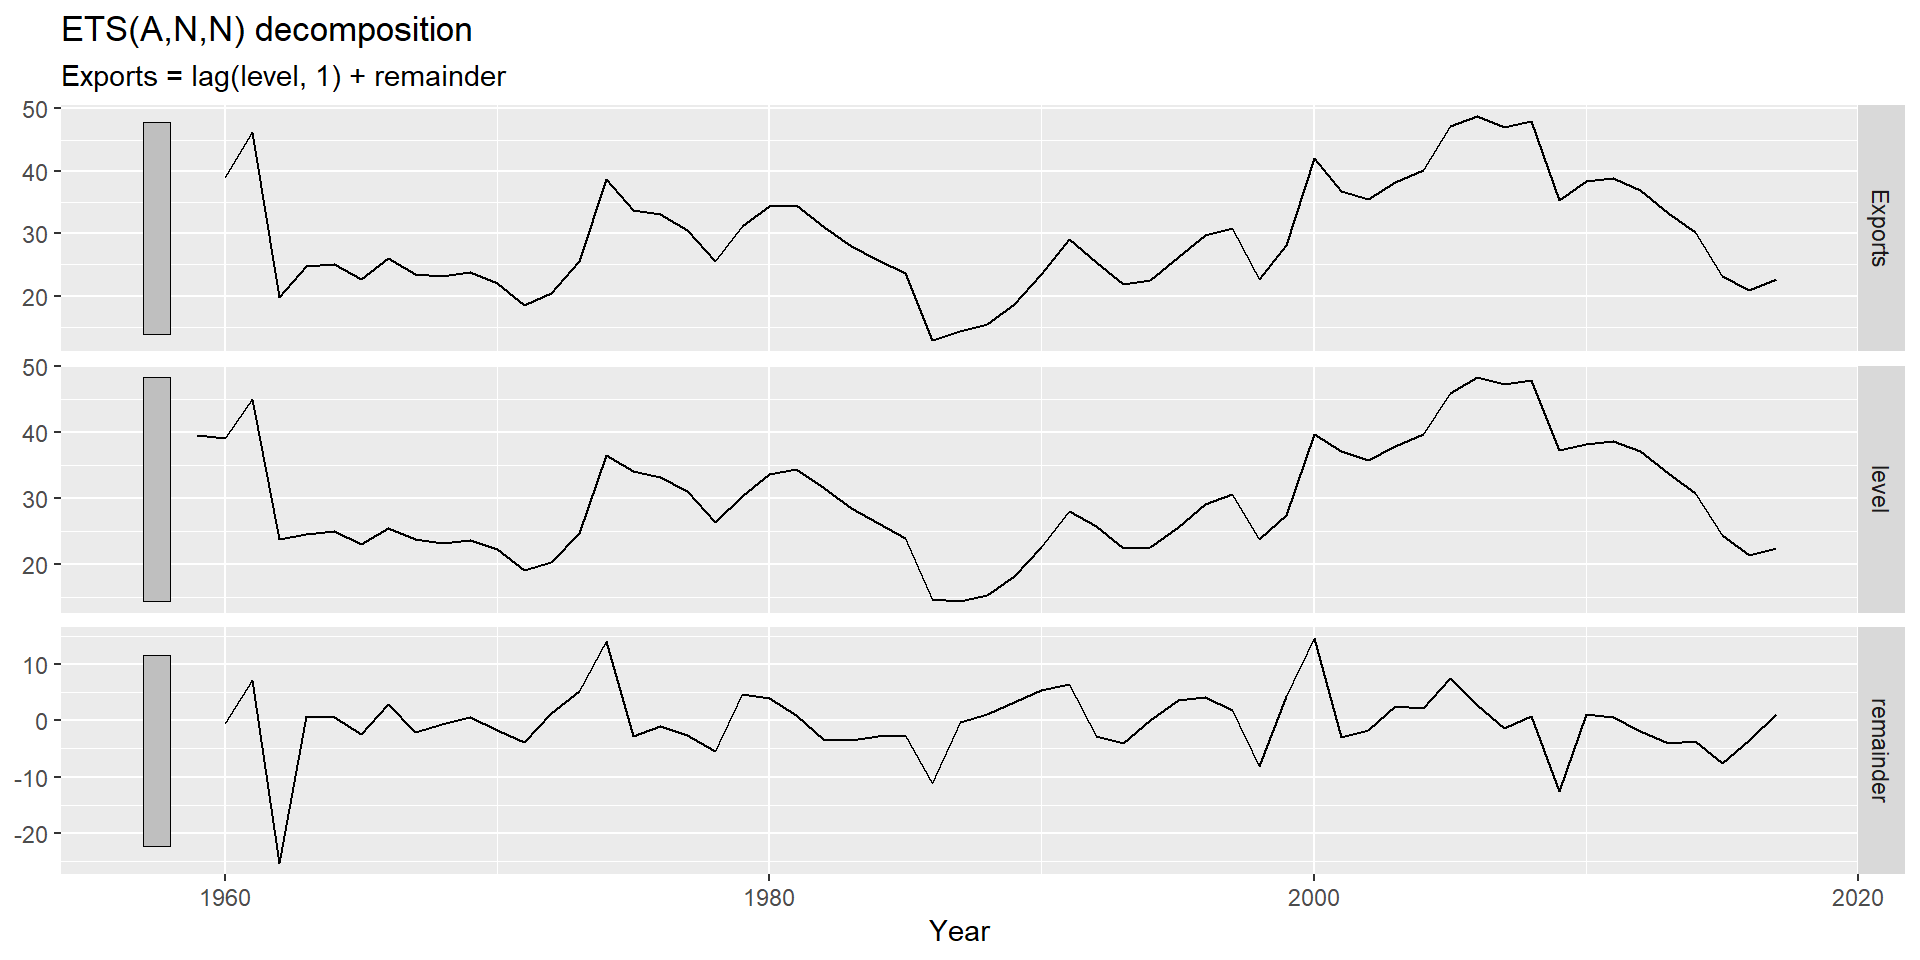 ETS(A,N,N) decomposition
Exports = lag(level, 1) + remainder
50
40
30
20
Exports
50
40
30
20
level
10
0
-10
-20
remainder
1960 1980 2000 2020
Year